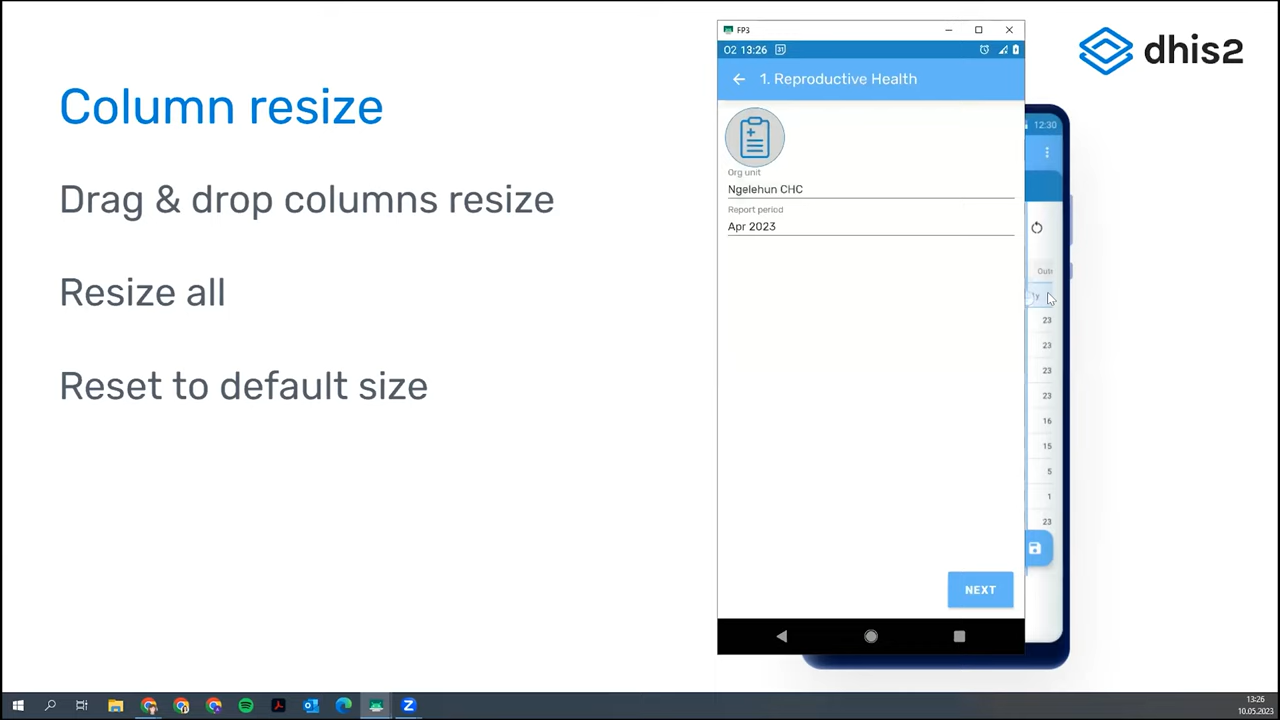 Column resize
Drag & drop columns resize
Resize all
Reset to default size
FP3
O2 13:26
31
1. Reproductive Health
Org unit
Ngelehun CHC
Report period
Apr 2023
NEXT
dhis2
12:30
23
23
23
23
16
15
5
1
23
13:26
10.05.2023